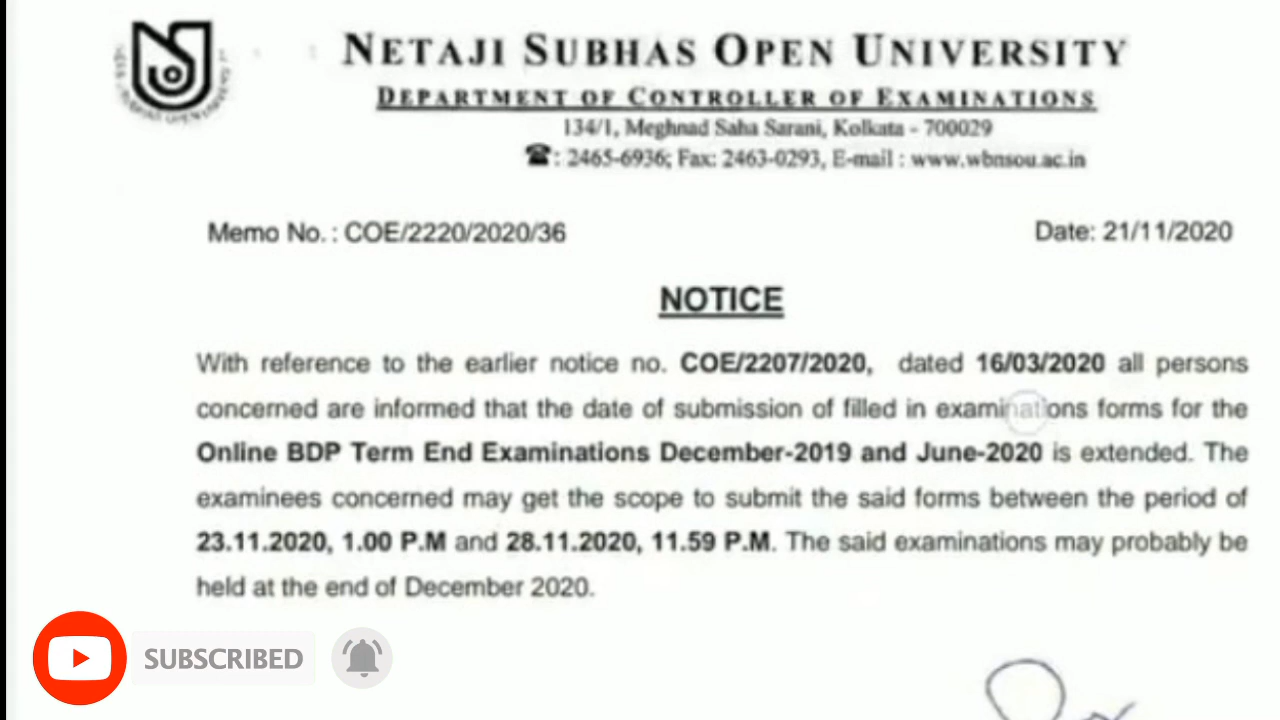 NETAJI SUBHAS OPEN UNIVERSITY
DEPARTMENT OF CONTROLLER OF EXAMINATIONS
134/1, Meghnad Saha Sarani, Kolkata - 700029
☎: 2465-6936; Fax: 2463-0293, E-mail : www.wbnsou.ac.in
Memo No. : COE/2220/2020/36 Date: 21/11/2020
NOTICE
With reference to the earlier notice no. COE/2207/2020, dated 16/03/2020 all persons
concerned are informed that the date of submission of filled in examinations forms for the
Online BDP Term End Examinations December-2019 and June-2020 is extended. The
examinees concerned may get the scope to submit the said forms between the period of
23.11.2020, 1.00 P.M and 28.11.2020, 11.59 P.M. The said examinations may probably be
held at the end of December 2020.
SUBSCRIBED